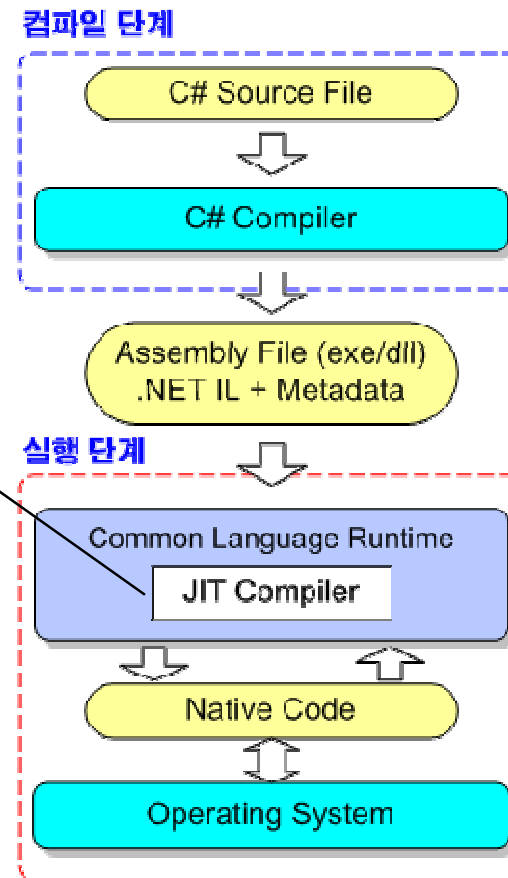 컴파일 단계
C# Source File
C# Compiler
Assembly File (exe/dll)
.NET IL + Metadata
실행 단계
Common Language Runtime
JIT Compiler
Native Code
Operating System